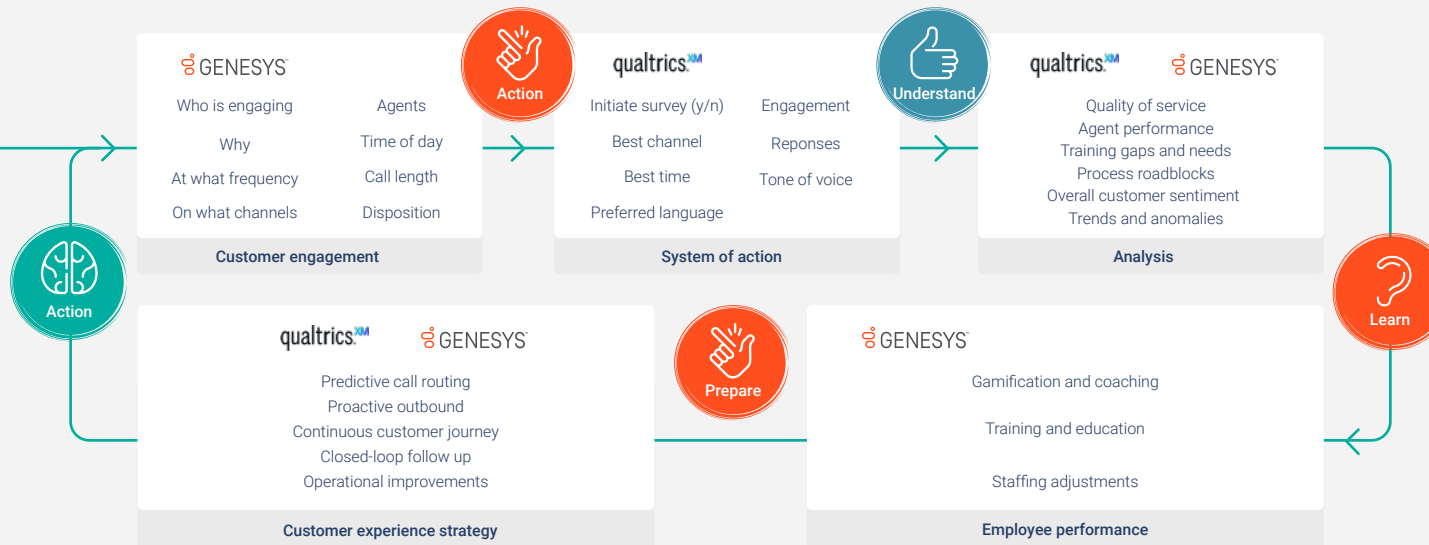 GENESYS™
Who is engaging
Why
At what frequency
On what channels
Agents
Time of day
Call length
Disposition
Customer engagement
Action
qualtrics.XM
Initiate survey (y/n)
Best channel
Best time
Preferred language
Engagement
Reponses
Tone of voice
System of action
Understand
qualtrics.XM GENESYS™
Quality of service
Agent performance
Training gaps and needs
Process roadblocks
Overall customer sentiment
Trends and anomalies
Analysis
Learn
GENESYS™
Gamification and coaching
Training and education
Staffing adjustments
Employee performance
Prepare
qualtrics.XM GENESYS™
Predictive call routing
Proactive outbound
Continuous customer journey
Closed-loop follow up
Operational improvements
Customer experience strategy
Action